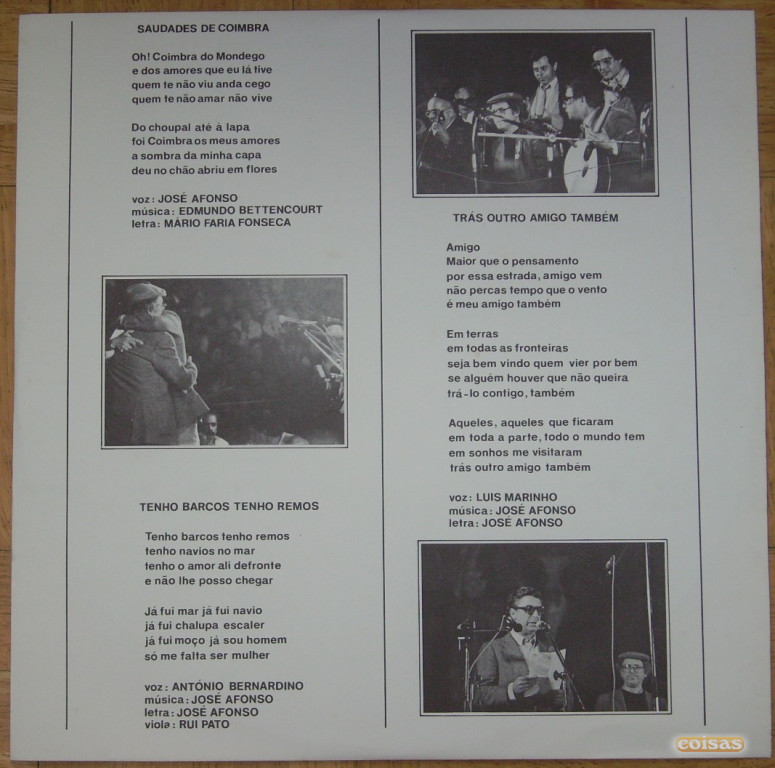 SAUDADES DE COIMBRA
Oh! Coimbra do Mondego
e dos amores que eu lá tive
quem te não viu anda cego
quem te não amar não vive
Do choupal até à lapa
foi Coimbra os meus amores
a sombra da minha capa
deu no chão abriu em flores
voz: JOSÉ AFONSO
música: EDMUNDO BETTENCOURT
letra: MÁRIO FARIA FONSECA
TENHO BARCOS TENHO REMOS
Tenho barcos tenho remos
tenho navios no mar
tenho o amor ali defronte
e não lhe posso chegar
Já fui mar já fui navio
já fui chalupa escaler
já fui moço já sou homem
só me falta ser mulher
voz: ANTÓNIO BERNARDINO
música: JOSÉ AFONSO
letra: JOSÉ AFONSO
viola: RUI PATO
TRÁS OUTRO AMIGO TAMBÉM
Amigo
Maior que o pensamento
por essa estrada, amigo vem
não percas tempo que o vento
é meu amigo também
Em terras
em todas as fronteiras
seja bem vindo quem vier por bem
se alguém houver que não queira
trá-lo contigo, também
Aqueles, aqueles que ficaram
em toda a parte, todo o mundo tem
em sonhos me visitaram
trás outro amigo também
voz: LUIS MARINHO
música: JOSÉ AFONSO
letra: JOSÉ AFONSO
coisas